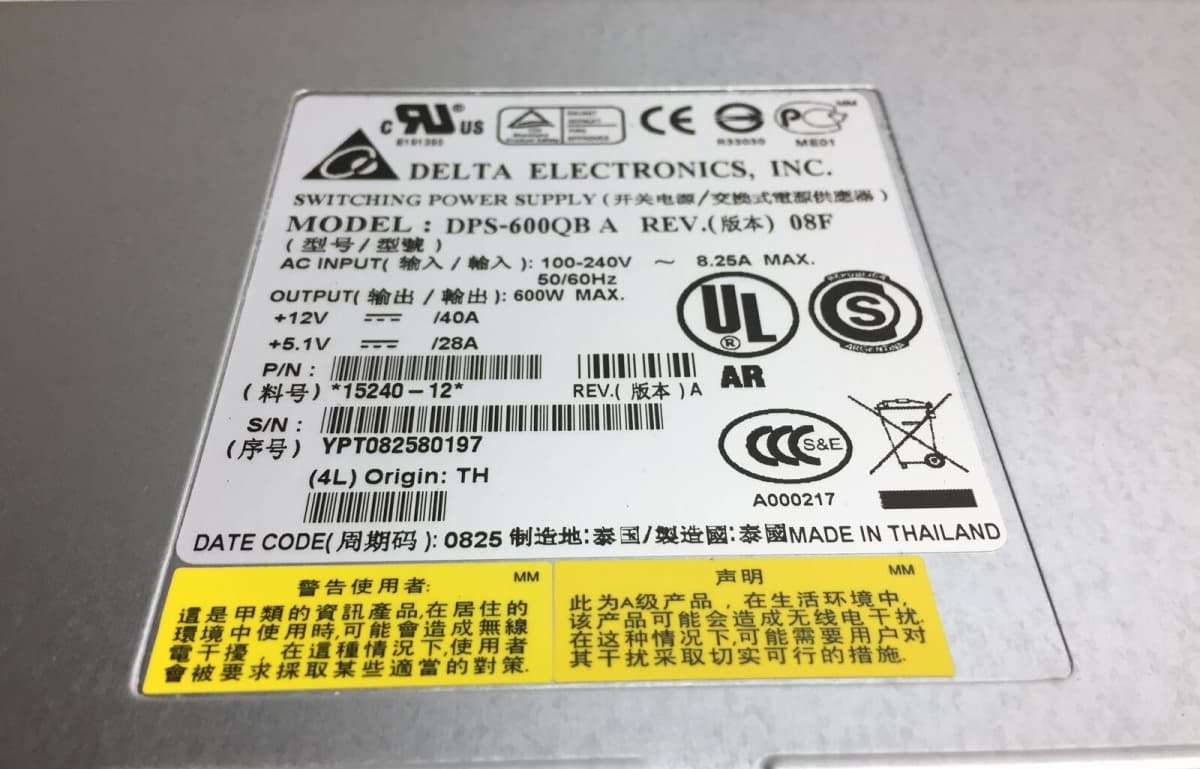 c RU ® US
E191395
CE
R33030
PC MM
ME01
DELTA ELECTRONICS, INC.
SWITCHING POWER SUPPLY (开关电源/交換式電源供應器)
MODEL : DPS-600QB A REV.(版本) 08F
(型号/型號)
AC INPUT( 输入 / 輸入 ): 100-240V ~ 8.25A MAX.
50/60Hz
OUTPUT( 输出 / 輸出 ): 600W MAX.
+12V /40A
+5.1V /28A
UL ®
S
ARGENTINA
AR
P/N :
(料号) *15240-12* REV.( 版本 ) A
S/N :
(序号) YPT082580197
CCC S&E
A000217
(4L) Origin: TH
DATE CODE(周期码): 0825 制造地:泰国/製造國:泰國MADE IN THAILAND
警告使用者: MM
這是甲類的資訊產品,在居住的
環境中使用時,可能會造成無線
電干擾，在這種情況下,使用者
會被要求採取某些適當的對策.
声明 MM
此为A级产品，在生活环境中,
该产品可能会造成无线电干扰.
在这种情况下,可能需要用户对
其干扰采取切实可行的措施.